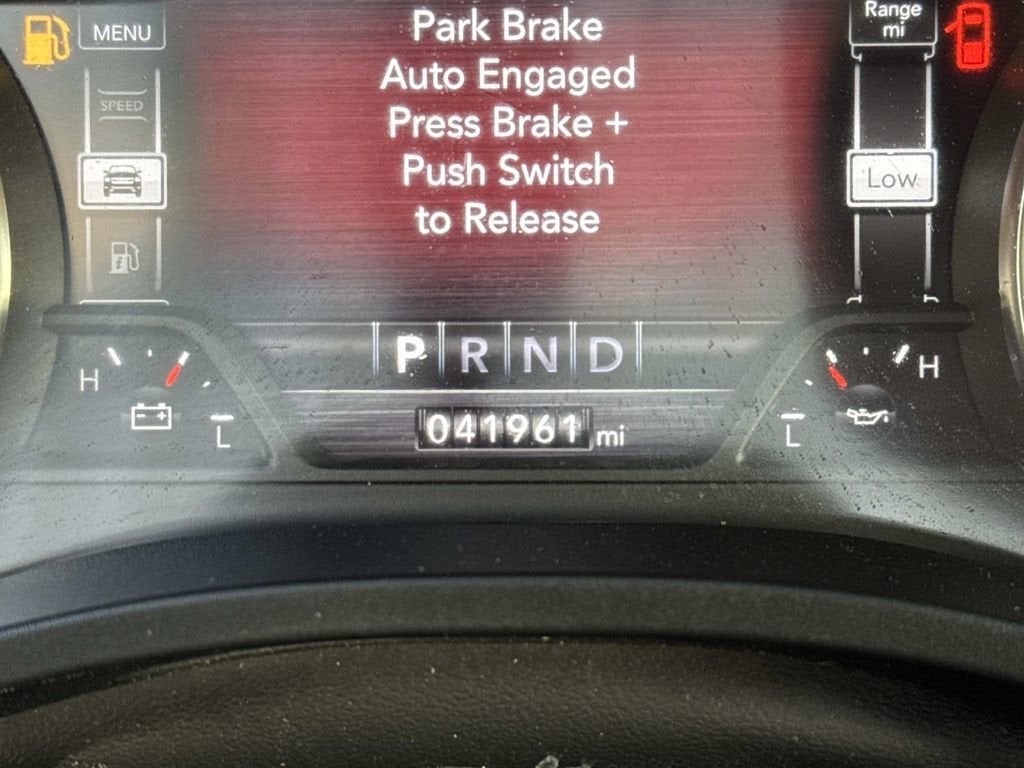 MENU
Park Brake
Auto Engaged
Press Brake +
Push Switch
to Release
Range
mi
SPEED
Low
P R N D
H
L
041961 mi
H
L